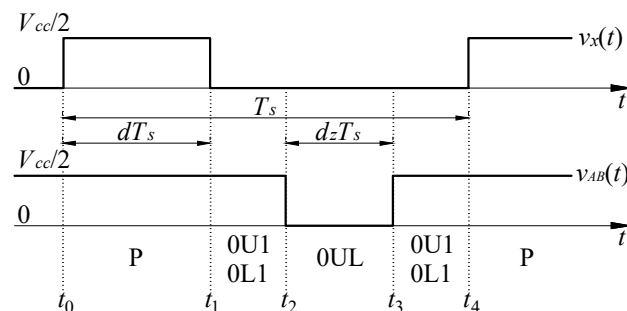 Vcc/2
vx(t)
0
t
Ts
dTs
dzTs
Vcc/2
vAB(t)
0
t
P
0U1
0L1
0UL
0U1
0L1
P
t0
t1
t2
t3
t4